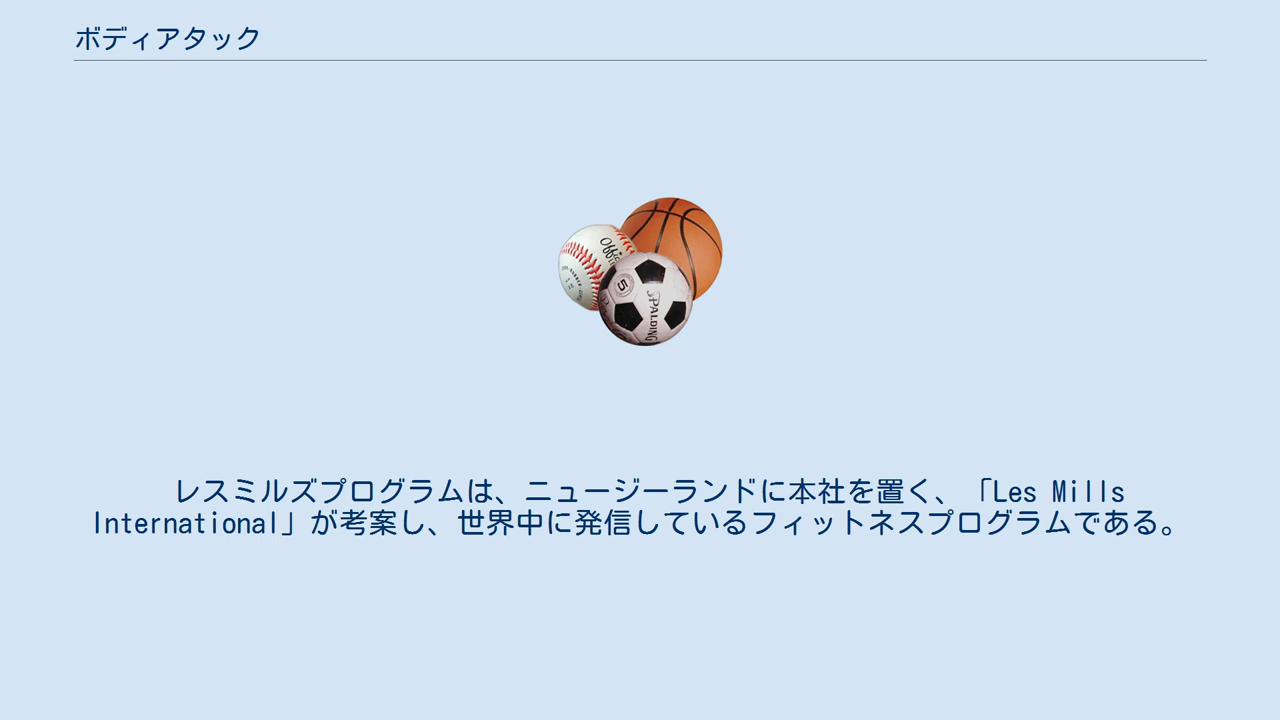 ボディアタック
Offici
5
SPALDING
レスミルズプログラムは、ニュージーランドに本社を置く、「Les Mills
International」が考案し、世界中に発信しているフィットネスプログラムである。